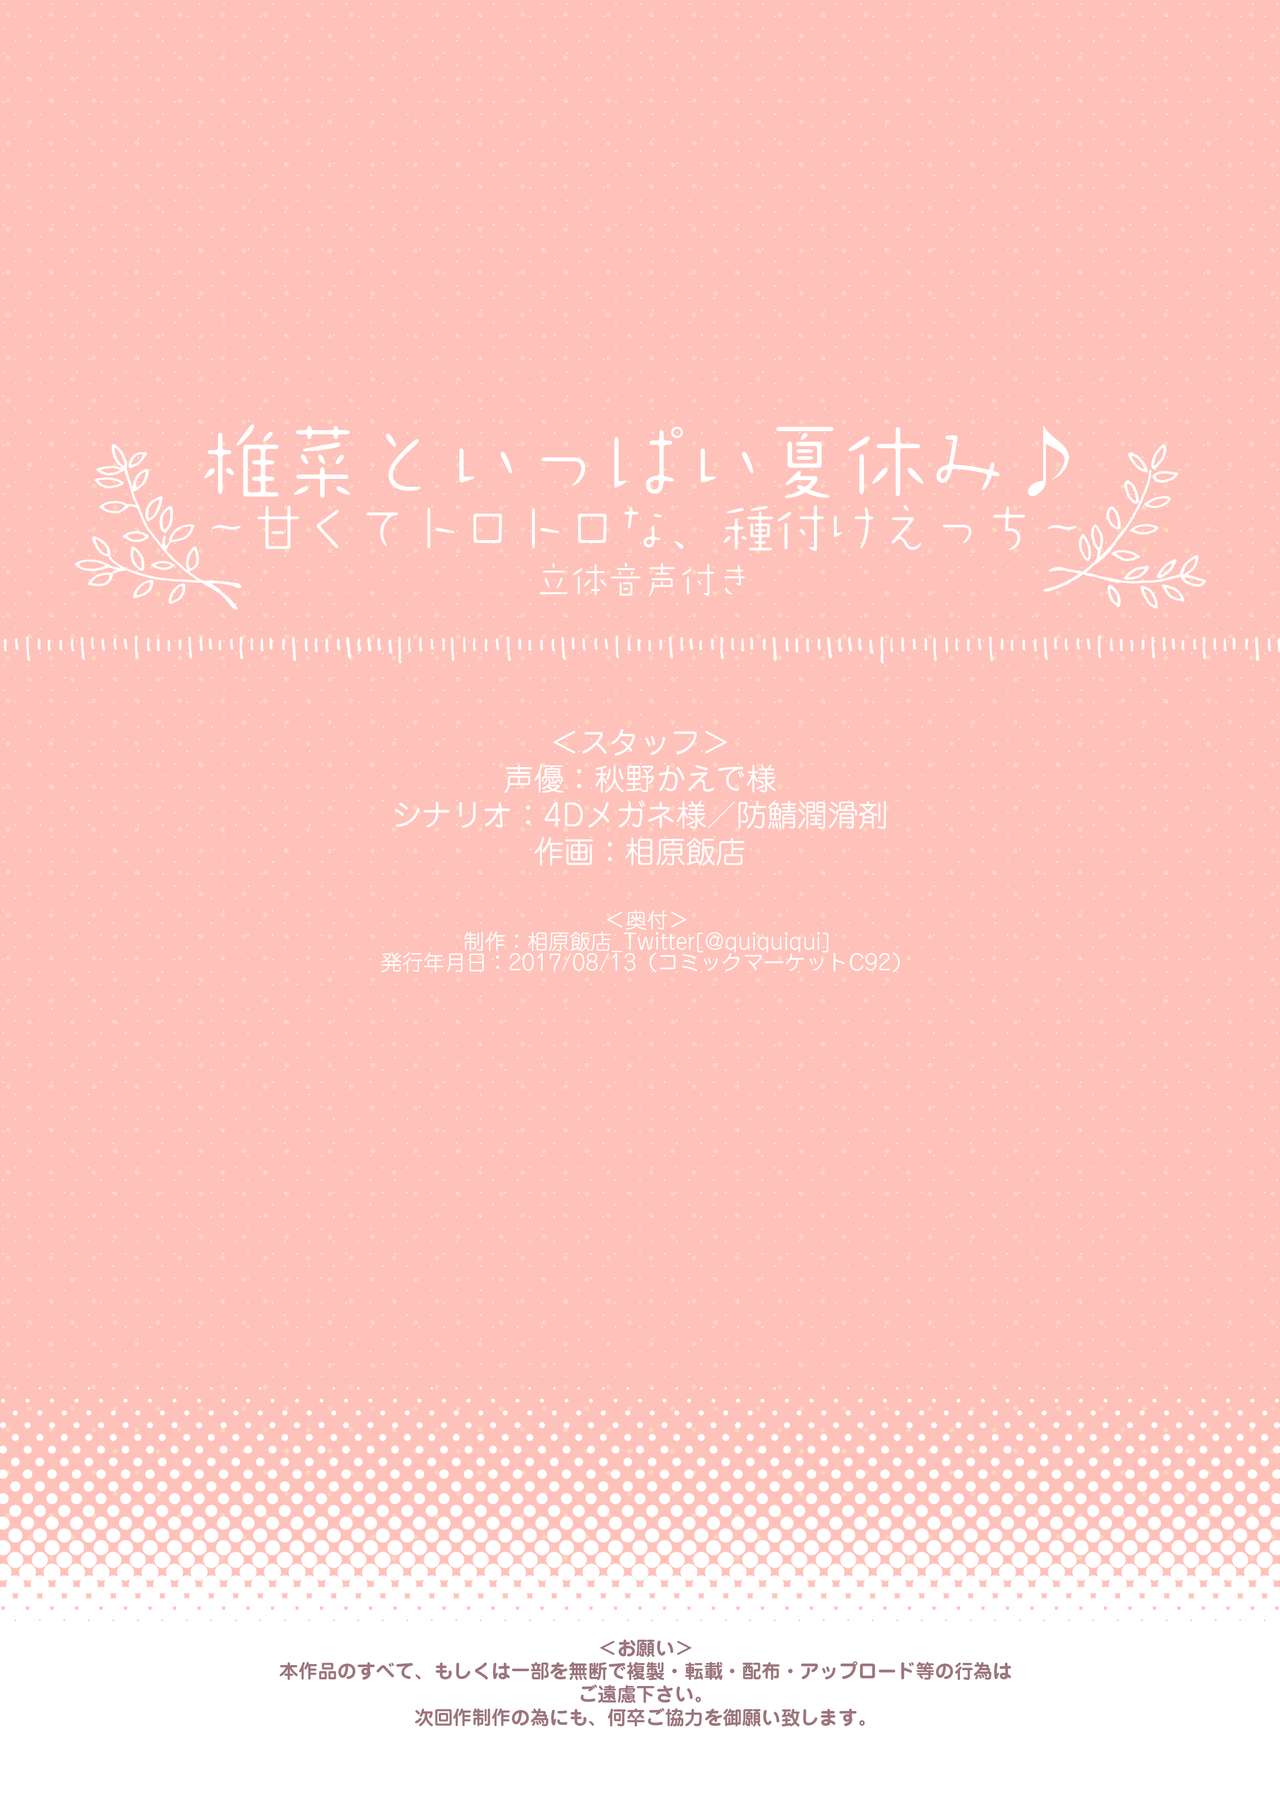 椎菜といっぱい夏休み♪
～甘くてトロトロな、種付けえっち～
立体音声付き
＜スタッフ＞
声優：秋野かえで様
シナリオ：4Dメガネ様／防鯖潤滑剤
作画：相原飯店
＜奥付＞
制作：相原飯店_Twitter[@quiquiqui]
発行年月日：2017/08/13（コミックマーケットC92）
＜お願い＞
本作品のすべて、もしくは一部を無断で複製・転載・配布・アップロード等の行為は
ご遠慮下さい。
次回作制作の為にも、何卒ご協力を御願い致します。